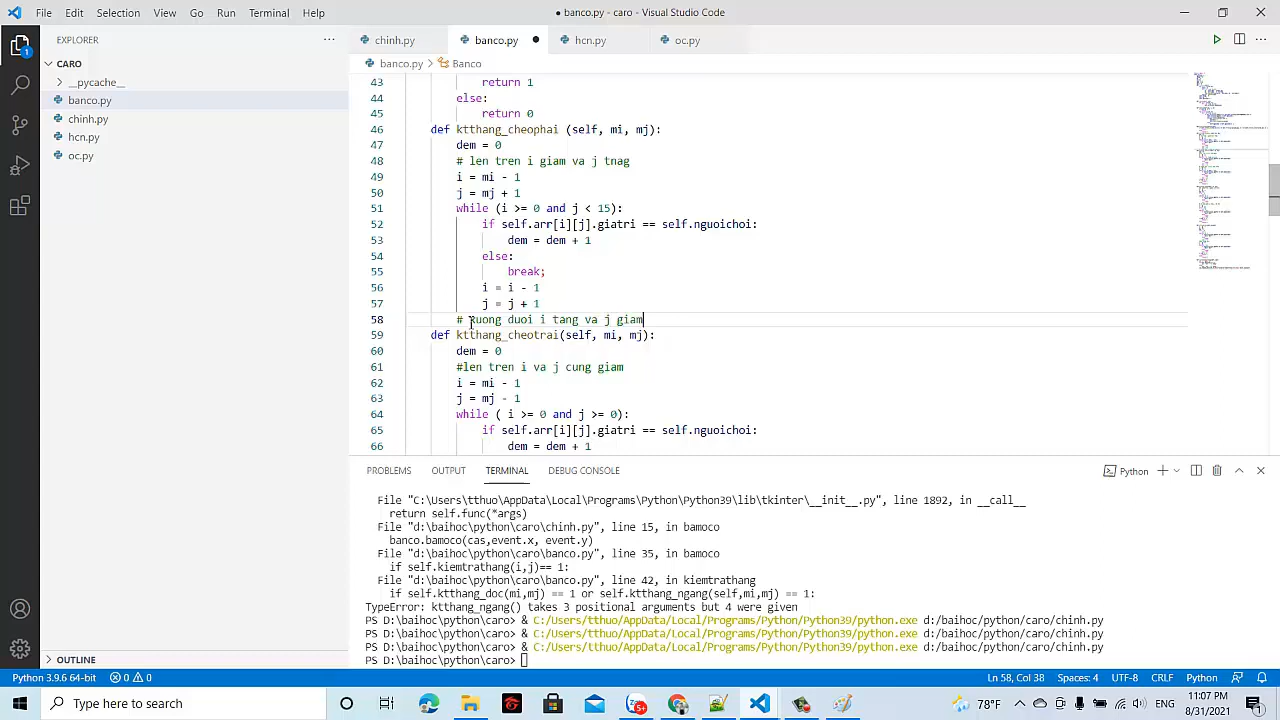 File Edit Selection View Go Run Terminal Help
● banco.py - caro - Visual Studio Code
EXPLORER
chinh.py banco.py hcn.py oc.py
CARO
banco.py > Banco
__pycache__
banco.py
chinh.py
hcn.py
43 return 1
44 else:
45 return 0
46 (self, mi, mj):
47 dem = 0
48 # len tren i giam va j tnag
49 i = mi - 1
50 j = mj + 1
51 while (i >= 0 and j < 15):
52 if self.arr[i][j].giatri == self.nguoichoi:
53 dem = dem + 1
54 else:
55 break;
56 i = i - 1
57 j = j + 1
58 # xuong duoi i tang va j giam
59 def ktthang_cheotrai(self, mi, mj):
60 dem = 0
61 #len tren i va j cung giam
62 i = mi - 1
63 j = mj - 1
64 while ( i >= 0 and j >= 0):
65 if self.arr[i][j].giatri == self.nguoichoi:
66 dem = dem + 1
PROBLEMS OUTPUT TERMINAL DEBUG CONSOLE
Python
File "C:\Users\tthuo\AppData\Local\Programs\Python\Python39\lib\tkinter\__init__.py", line 1892, in __call__
return self.func(*args)
File "d:\baihoc\python\caro\chinh.py", line 15, in bamoco
banco.bamoco(cas,event.x, event.y)
File "d:\baihoc\python\caro\banco.py", line 35, in bamoco
if self.kiemtrathang(i,j)== 1:
File "d:\baihoc\python\caro\banco.py", line 42, in kiemtrathang
if self.ktthang_doc(mi,mj) == 1 or self.ktthang_ngang(self,mi,mj) == 1:
TypeError: ktthang_ngang() takes 3 positional arguments but 4 were given
PS D:\baihoc\python\caro> & C:/Users/tthuo/AppData/Local/Programs/Python/Python39/python.exe d:/baihoc/python/caro/chinh.py
PS D:\baihoc\python\caro> & C:/Users/tthuo/AppData/Local/Programs/Python/Python39/python.exe d:/baihoc/python/caro/chinh.py
PS D:\baihoc\python\caro> & C:/Users/tthuo/AppData/Local/Programs/Python/Python39/python.exe d:/baihoc/python/caro/chinh.py
PS D:\baihoc\python\caro>
OUTLINE
Python 3.9.6 64-bit 0 0 Ln 58, Col 38 Spaces: 4 UTF-8 CRLF Python
Type here to search
78°F
ENG
11:07 PM
8/31/2021